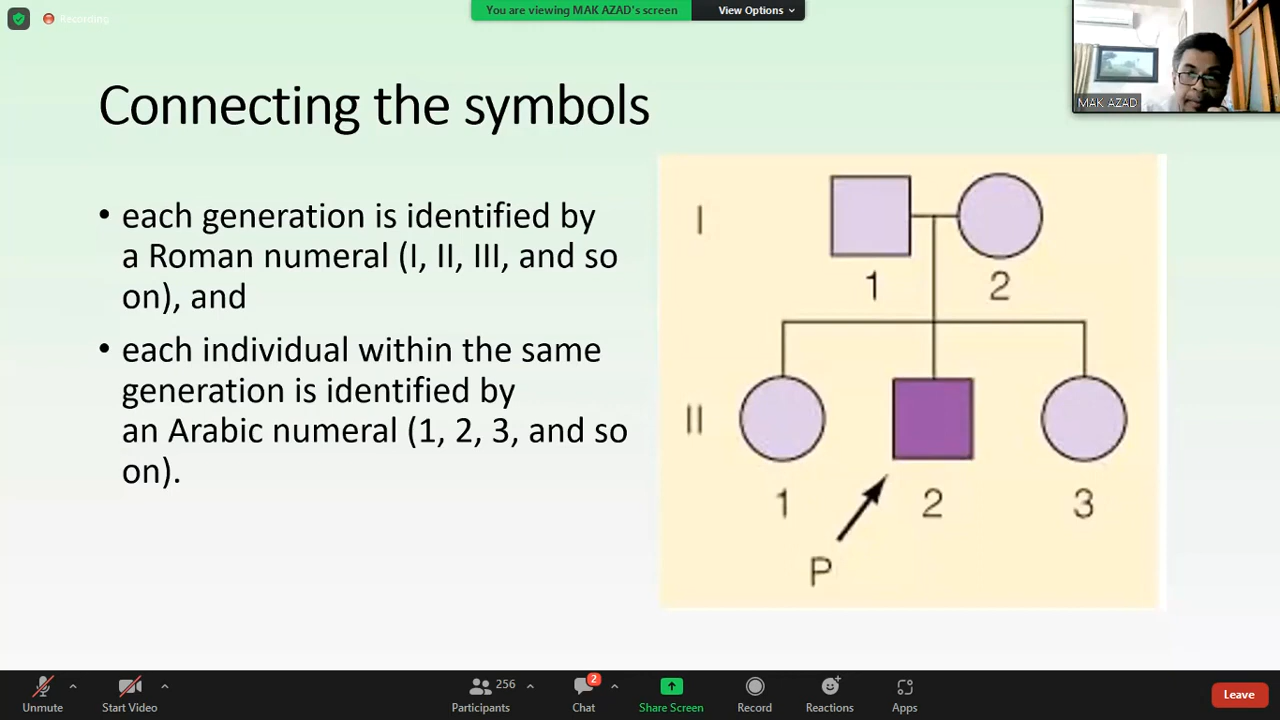 Recording
You are viewing MAK AZAD's screen
View Options
MAK AZAD
Connecting the symbols
• each generation is identified by
a Roman numeral (I, II, III, and so
on), and
• each individual within the same
generation is identified by
an Arabic numeral (1, 2, 3, and so
on).
I
1
2
II
1
2
3
P
Unmute
Start Video
256
Participants
2
Chat
Share Screen
Record
Reactions
Apps
Leave